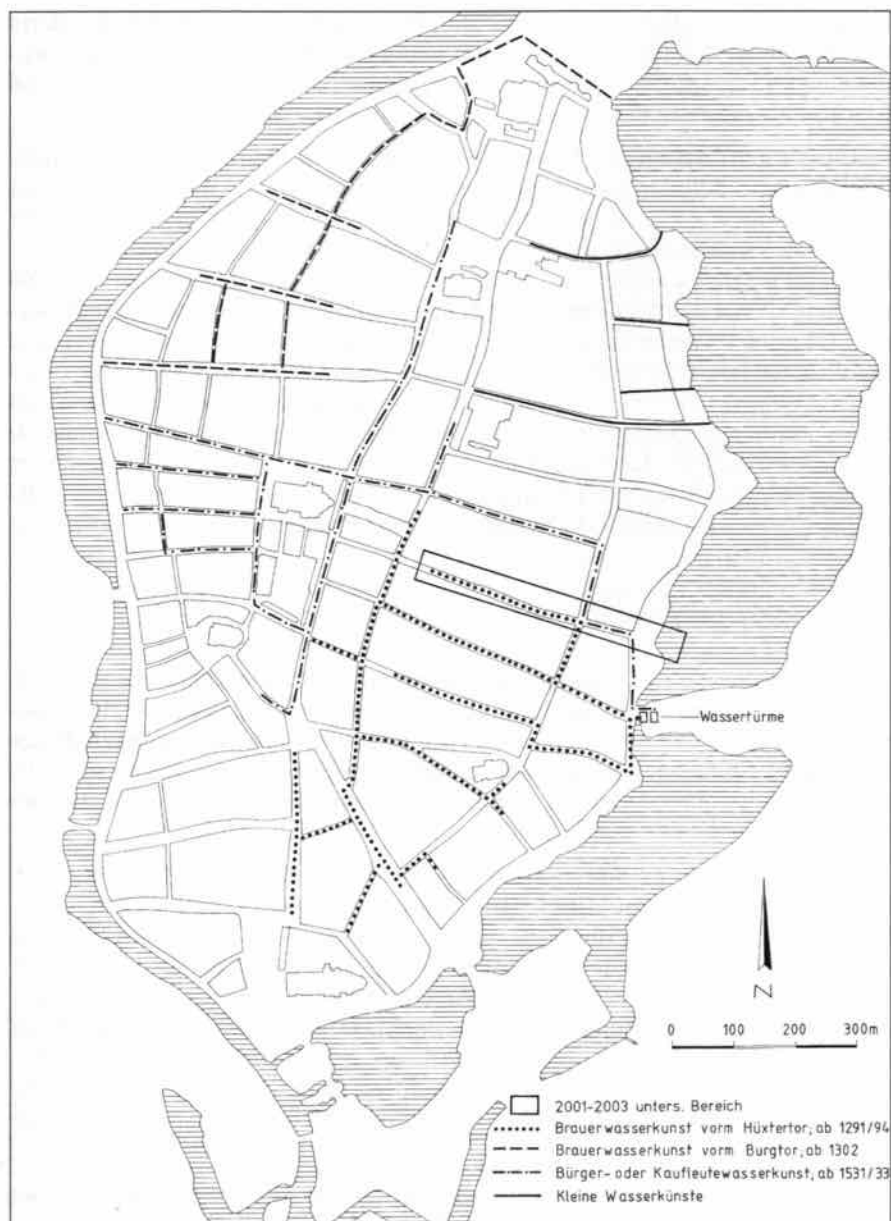 Wassertürme
N
0 100 200 300m
2001-2003 unters. Bereich
Brauerwasserkunst vorm Hüxtertor, ab 1291/94
Brauerwasserkunst vorm Burgtor, ab 1302
Bürger- oder Kaufleutewasserkunst, ab 1531/33
Kleine Wasserkünste